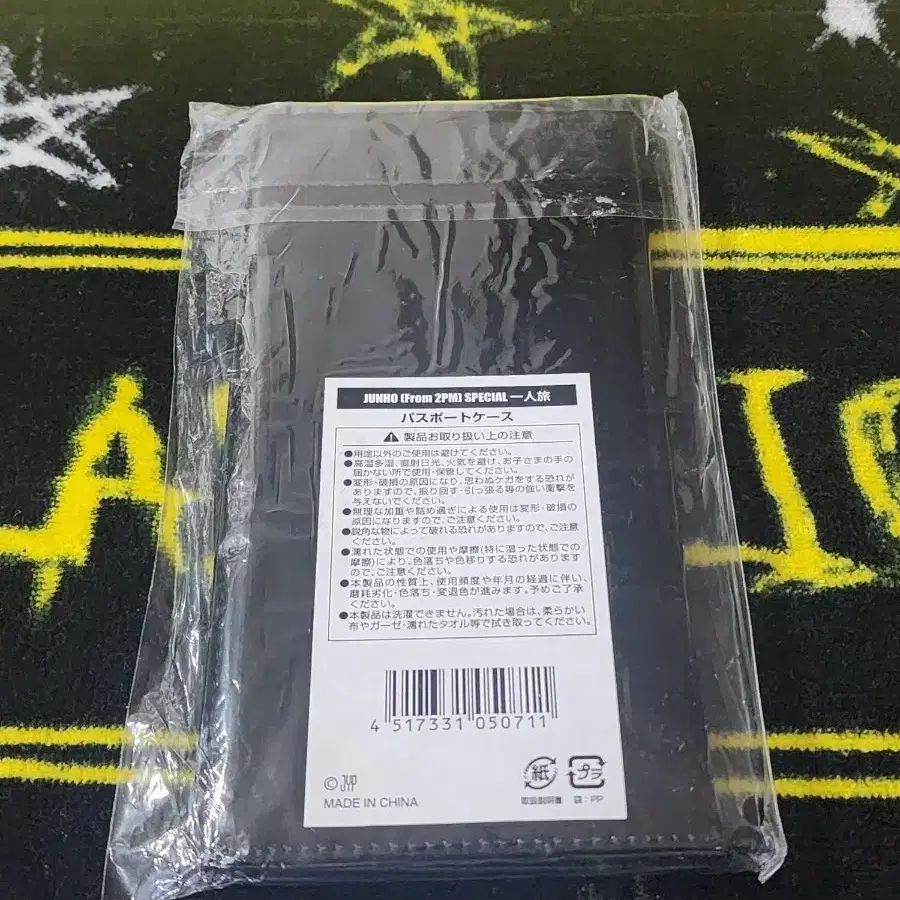 JUNHO (From 2PM) SPECIAL 一人旅
パスポートケース
⚠ 製品お取り扱い上の注意
●用途以外のご使用は避けてください。
●高温多湿、直射日光、火気を避け、お子さまの手の
届かない所で使用・保管してください。
●変形・破損の原因になり、思わぬケガをする恐れが
ありますので、振り回す・引っ張る等の強い衝撃を
与えないでください。
●無理な加重や詰め過ぎによる使用は変形・破損の
原因になりますので、ご注意ください。
●鋭角な物によって破れる恐れがありますので、ご注意
ください。
●濡れた状態での使用や摩擦(特に湿った状態での
摩擦)により、色落ちや色移りする恐れがあります
ので、ご注意ください。
●本製品の性質上、使用頻度や年月の経過に伴い、
磨耗劣化・色落ち・変退色が進みます。予めご了承
ください。
●本製品は洗濯できません。汚れた場合は、柔らかい
布やガーゼ・濡れたタオル等で拭き取ってください。
4 517331 050711
© JYP
MADE IN CHINA
紙 プラ
取扱説明書 袋:PP